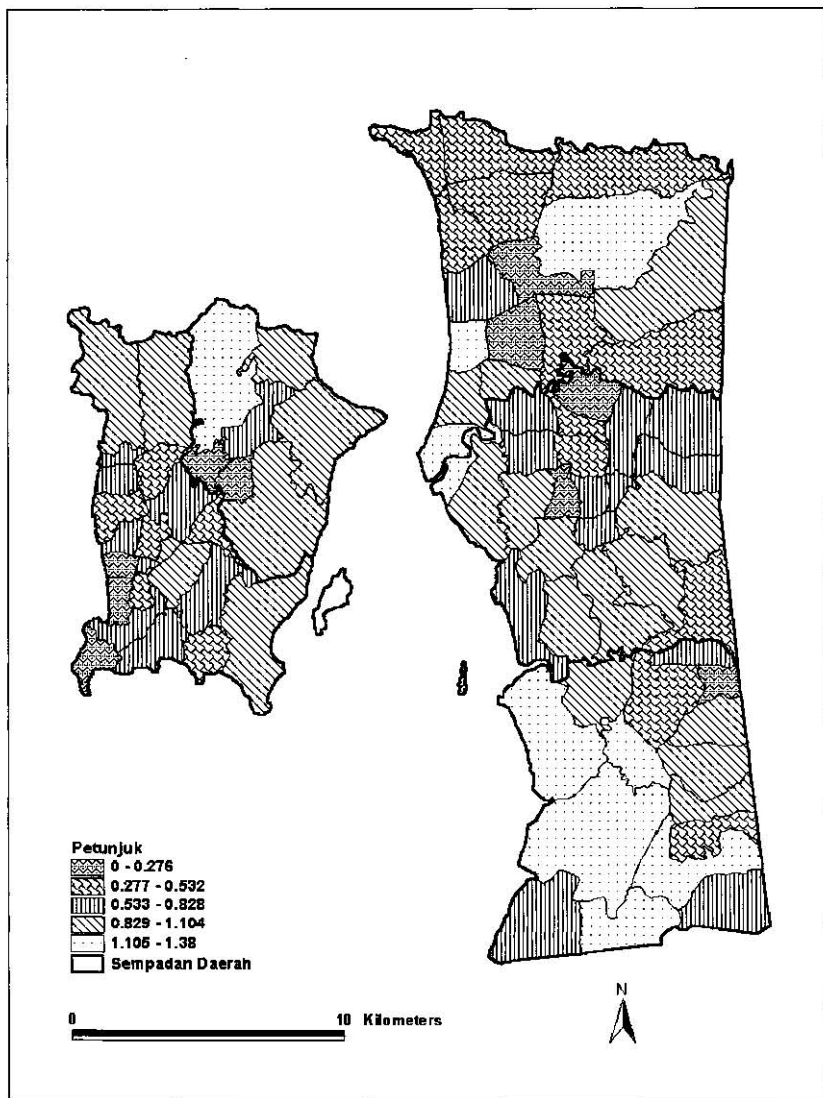 Petunjuk
0 - 0.276
0.277 - 0.532
0.533 - 0.828
0.829 - 1.104
1.105 - 1.38
Sempadan Daerah
0 10 Kilometers
N